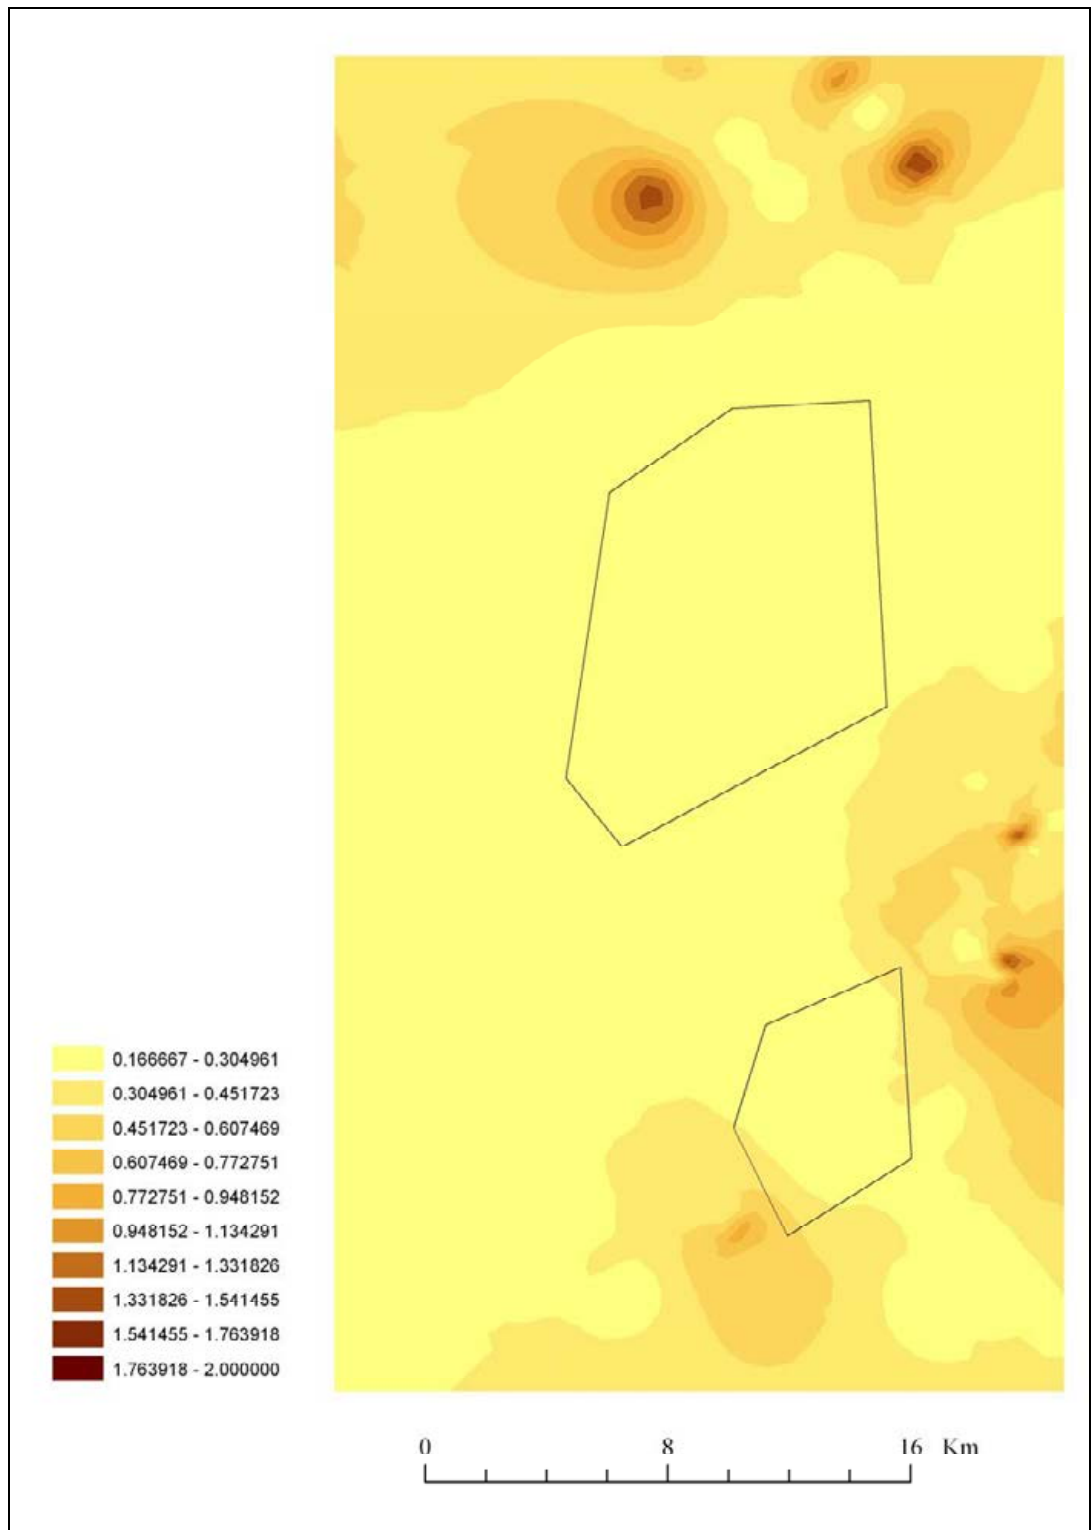 0.166667 - 0.304961
0.304961 - 0.451723
0.451723 - 0.607469
0.607469 - 0.772751
0.772751 - 0.948152
0.948152 - 1.134291
1.134291 - 1.331826
1.331826 - 1.541455
1.541455 - 1.763918
1.763918 - 2.000000
0 8 16 Km